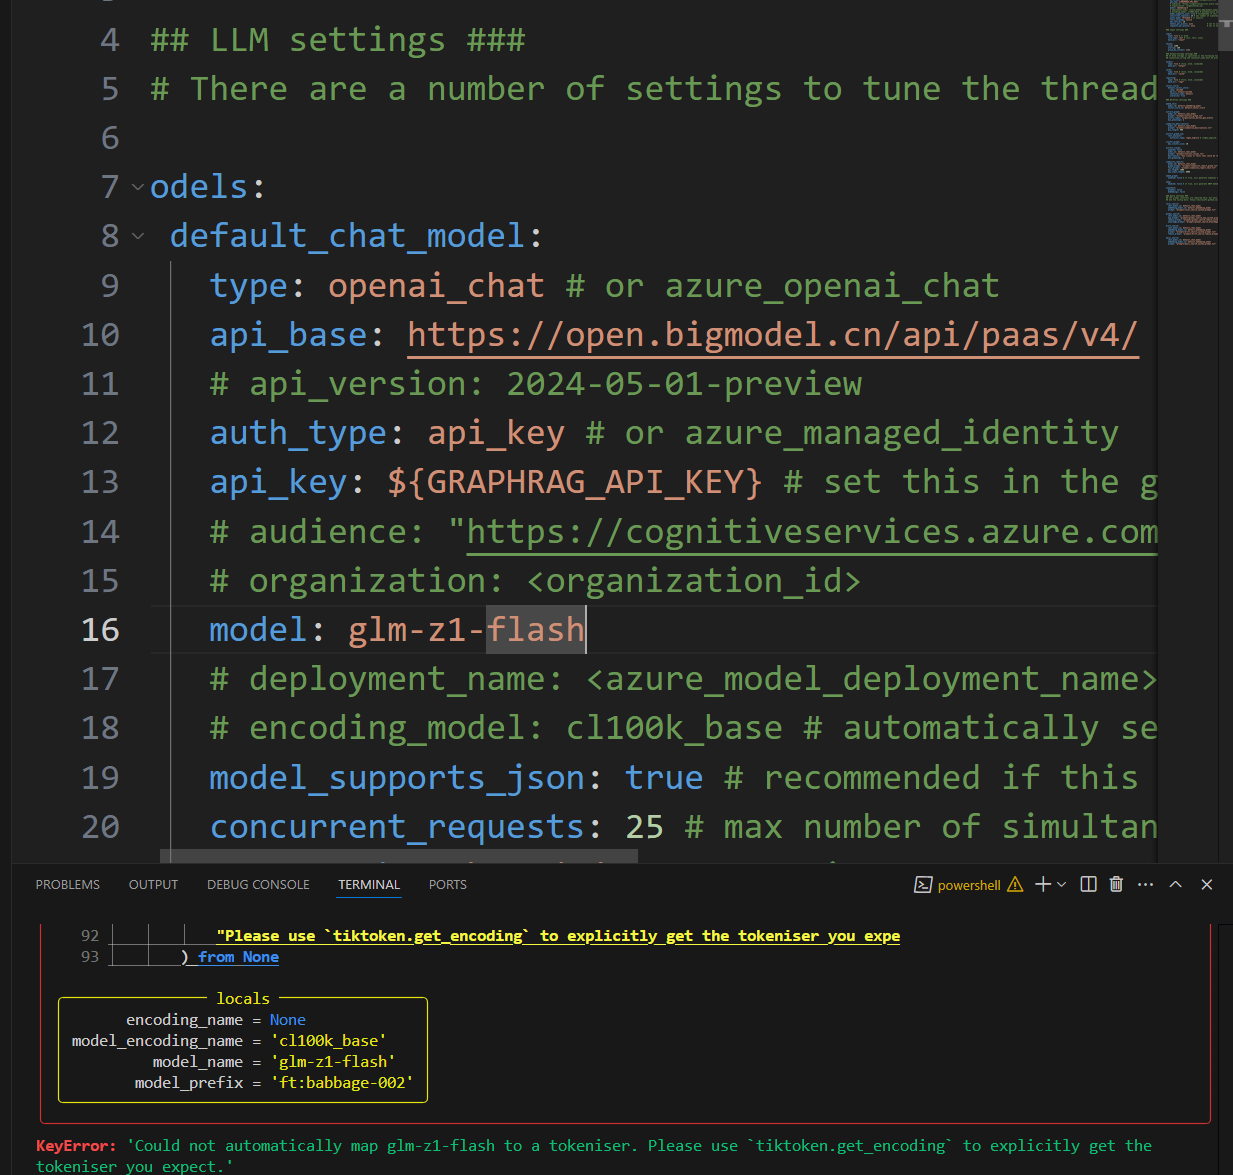 4 ## LLM settings ###
5 # There are a number of settings to tune the thread
6
7 odels:
8 default_chat_model:
9 type: openai_chat # or azure_openai_chat
10 api_base: https://open.bigmodel.cn/api/paas/v4/
11 # api_version: 2024-05-01-preview
12 auth_type: api_key # or azure_managed_identity
13 api_key: ${GRAPHRAG_API_KEY} # set this in the g
14 # audience: "https://cognitiveservices.azure.com
15 # organization: <organization_id>
16 model: glm-z1-flash
17 # deployment_name: <azure_model_deployment_name>
18 # encoding_model: cl100k_base # automatically se
19 model_supports_json: true # recommended if this
20 concurrent_requests: 25 # max number of simultan
PROBLEMS OUTPUT DEBUG CONSOLE TERMINAL PORTS powershell
92 "Please use `tiktoken.get_encoding` to explicitly get the tokeniser you expe
93 ) from None
locals
encoding_name = None
model_encoding_name = 'cl100k_base'
model_name = 'glm-z1-flash'
model_prefix = 'ft:babbage-002'
KeyError: 'Could not automatically map glm-z1-flash to a tokeniser. Please use `tiktoken.get_encoding` to explicitly get the
tokeniser you expect.'